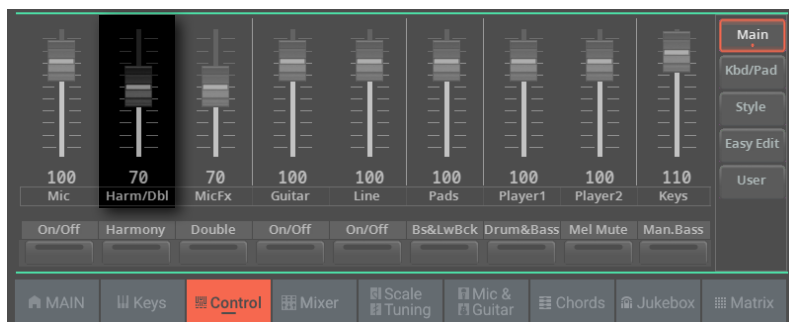 Main
Kbd/Pad
Style
Easy Edit
User
100 70 70 100 100 100 100 100 110
Mic Harm/Dbl MicFx Guitar Line Pads Player1 Player2 Keys
On/Off Harmony Double On/Off On/Off Bs&LwBck Drum&Bass Mel Mute Man.Bass
MAIN Keys Control Mixer Scale Tuning Mic & Guitar Chords Jukebox Matrix